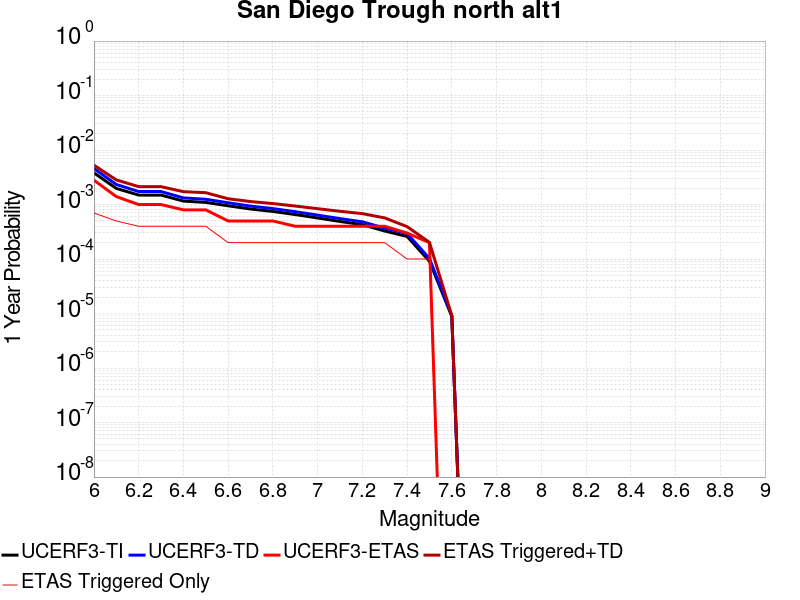 San Diego Trough north alt1
10^0
10^-1
10^-2
10^-3
10^-4
10^-5
10^-6
10^-7
10^-8
1 Year Probability
6 6.2 6.4 6.6 6.8 7 7.2 7.4 7.6 7.8 8 8.2 8.4 8.6 8.8 9
Magnitude
UCERF3-TI UCERF3-TD UCERF3-ETAS ETAS Triggered+TD
ETAS Triggered Only